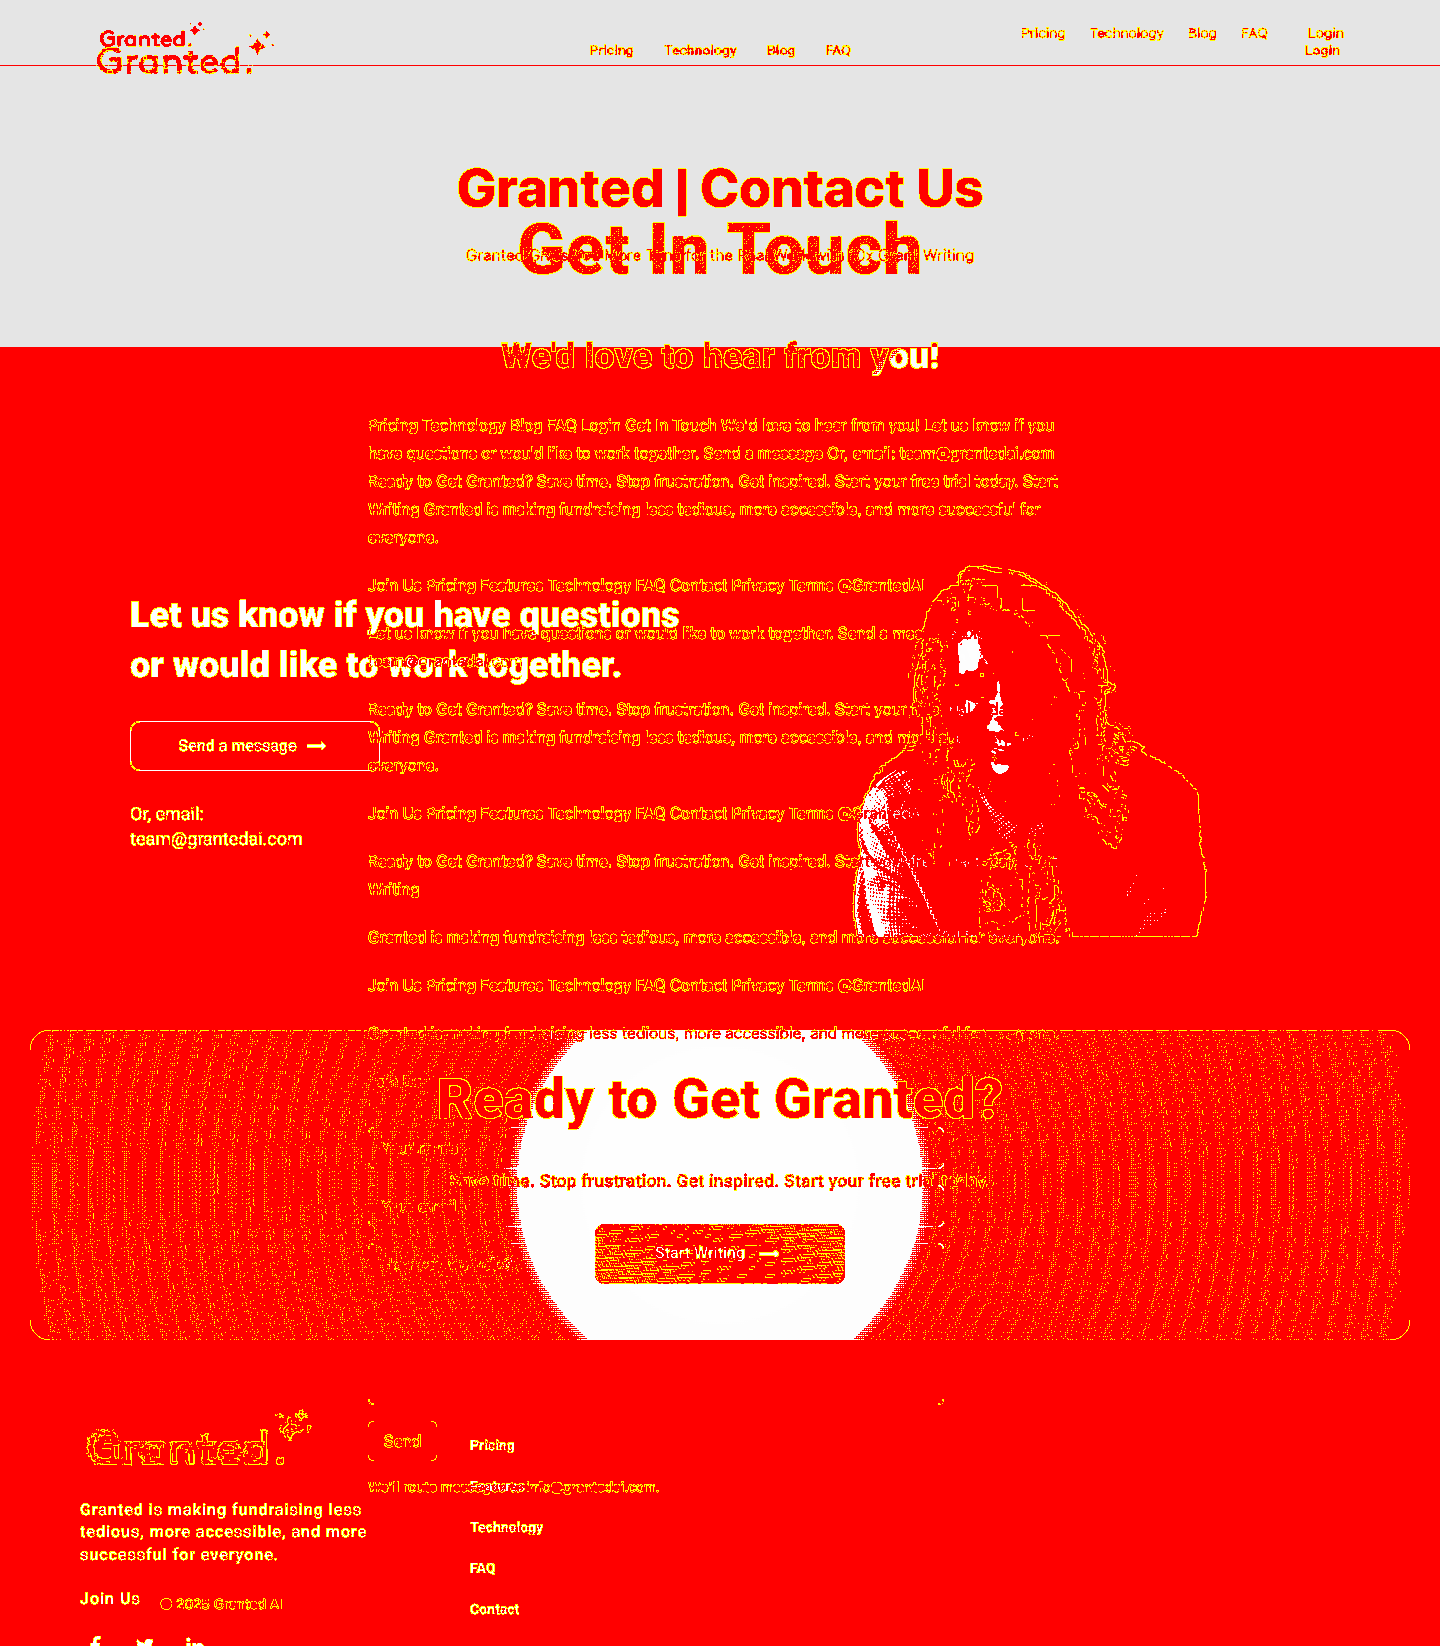 Granted.
Granted.
Pricing Technology Blog FAQ Login
Pricing Technology Blog FAQ Login
Granted | Contact Us
Get In Touch
Granted More Time for the Grant Writing
We'd love to hear from you!
Pricing Technology Blog FAQ Login Get In Touch We'd love to hear from you! Let us know if you
have questions or would like to work together. Send a message Or, email: team@grantedai.com
Ready to Get Granted? Save time. Stop frustration. Get inspired. Start your free trial today. Start
Writing Granted is making fundraising less tedious, more accessible, and more successful for
everyone.
Join Us Pricing Features Technology FAQ Contact Privacy Terms @GrantedAI
Let us know if you have questions
or would like to work together.
Let us know if you have questions or would like to work together. Send a
team@grantedai.com
Send a message
Or, email:
team@grantedai.com
Ready to Get Granted? Save time. Stop frustration. Get inspired. Start your
Writing Granted is making fundraising less tedious, more accessible, and
everyone.
Join Us Pricing Features Technology FAQ Contact Privacy Terms @Granted
Ready to Get Granted? Save time. Stop frustration. Get inspired. Start
Writing
Granted is making fundraising less tedious, more accessible, and more successful for everyone.
Join Us Pricing Features Technology FAQ Contact Privacy Terms @GrantedAI
Granted is making fundraising less tedious, more accessible, and more successful for everyone.
Ready to Get Granted?
Save time. Stop frustration. Get inspired. Start your free trial today.
Start Writing
Granted.
Granted is making fundraising less
tedious, more accessible, and more
successful for everyone.
Join Us
© 2025 Granted AI
Send
We'll route messages to info@grantedai.com.
Pricing
Features
Technology
FAQ
Contact